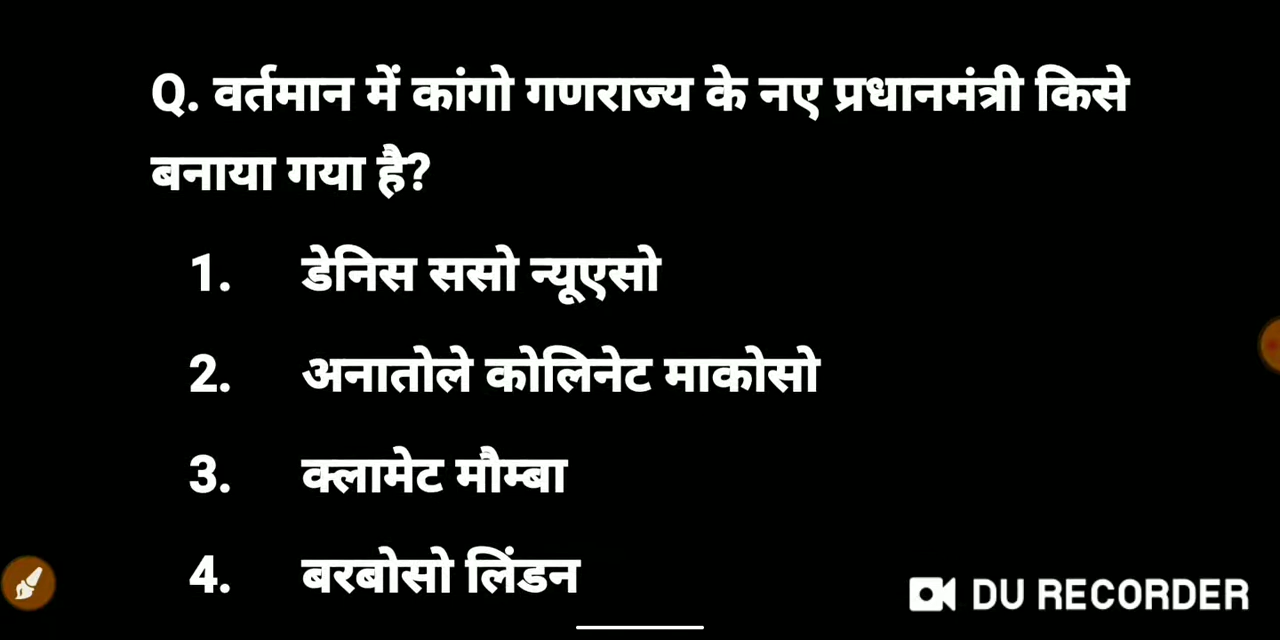 Q. वर्तमान में कांगो गणराज्य के नए प्रधानमंत्री किसे
बनाया गया है?
1. डेनिस ससो न्यूएसो
2. अनातोले कोलिनेट माकोसो
3. क्लामेट मौम्बा
4. बरबोसो लिंडन
DU RECORDER